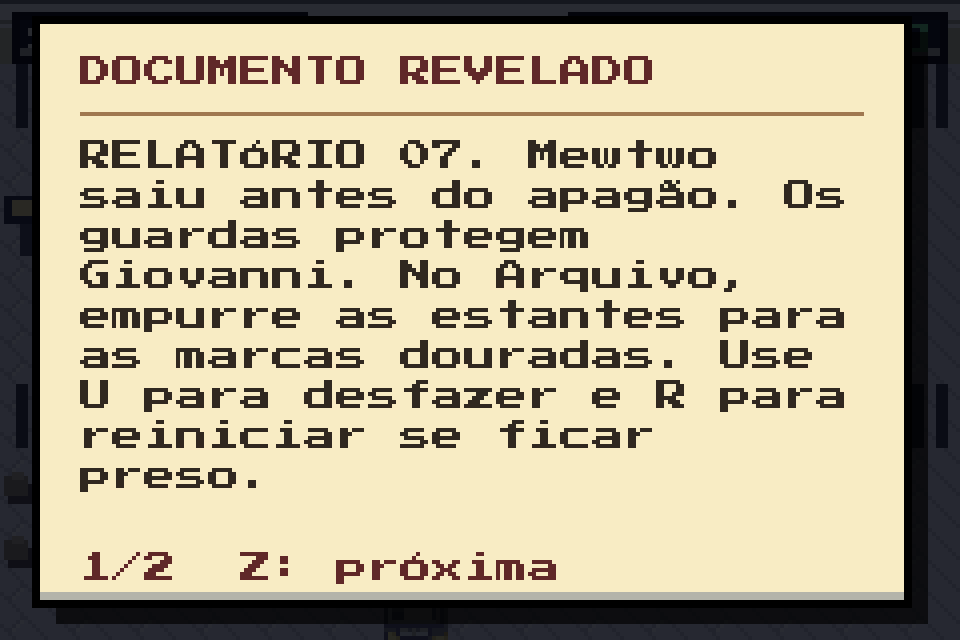 DOCUMENTO REVELADO
RELATóRIO 07. Mewtwo
saiu antes do apagão. Os
guardas protegem
Giovanni. No Arquivo,
empurre as estantes para
as marcas douradas. Use
U para desfazer e R para
reiniciar se ficar
preso.
1/2 Z: próxima